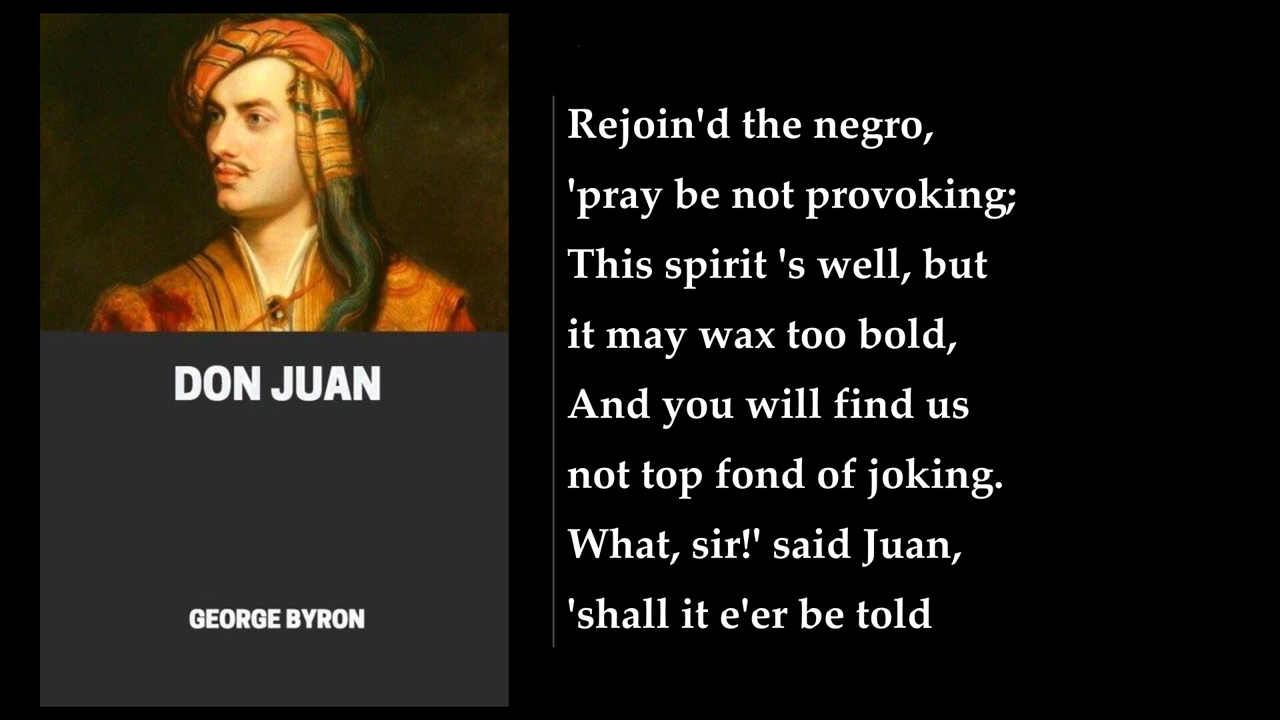 DON JUAN
GEORGE BYRON
Rejoin'd the negro,
'pray be not provoking;
This spirit 's well, but
it may wax too bold,
And you will find us
not top fond of joking.
What, sir!' said Juan,
'shall it e'er be told